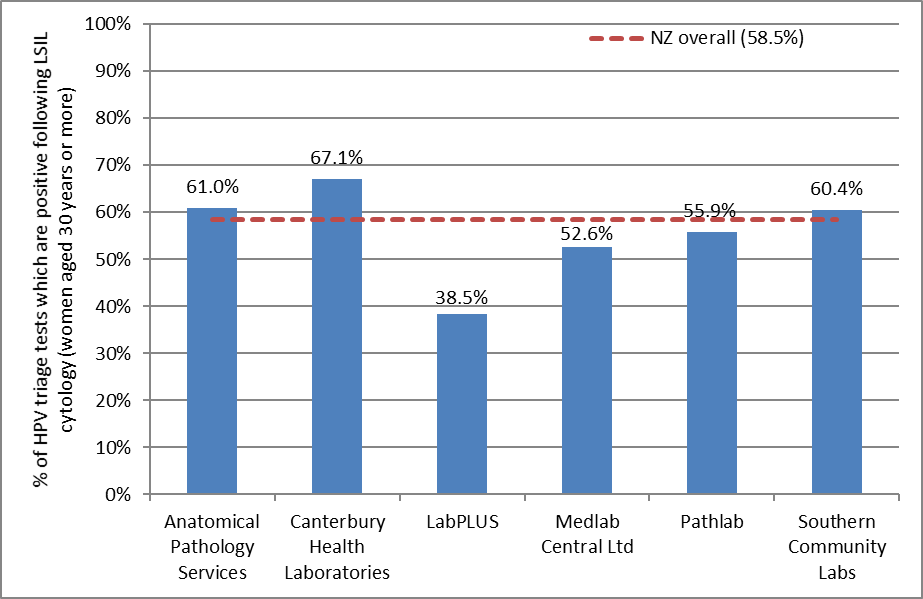 % of HPV triage tests which are positive following LSIL
cytology (women aged 30 years or more)
100%
90%
80%
70%
60%
50%
40%
30%
20%
10%
0%
NZ overall (58.5%)
61.0%
67.1%
38.5%
52.6%
55.9%
60.4%
Anatomical
Pathology
Services
Canterbury
Health
Laboratories
LabPLUS
Medlab
Central Ltd
Pathlab
Southern
Community
Labs